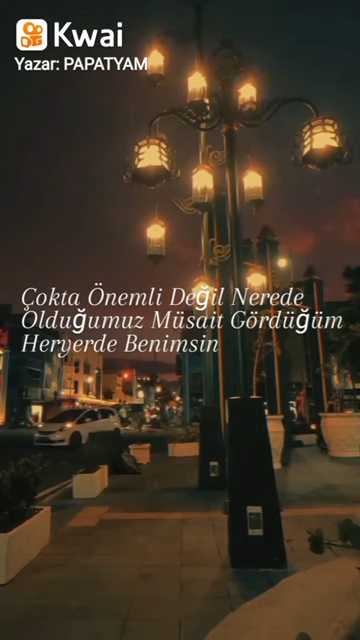 Kwai
Yazar: PAPATYAM
Çokta Önemli Değil Nerede
Olduğumuz Müsait Gördüğüm
Heryerde Benimsin